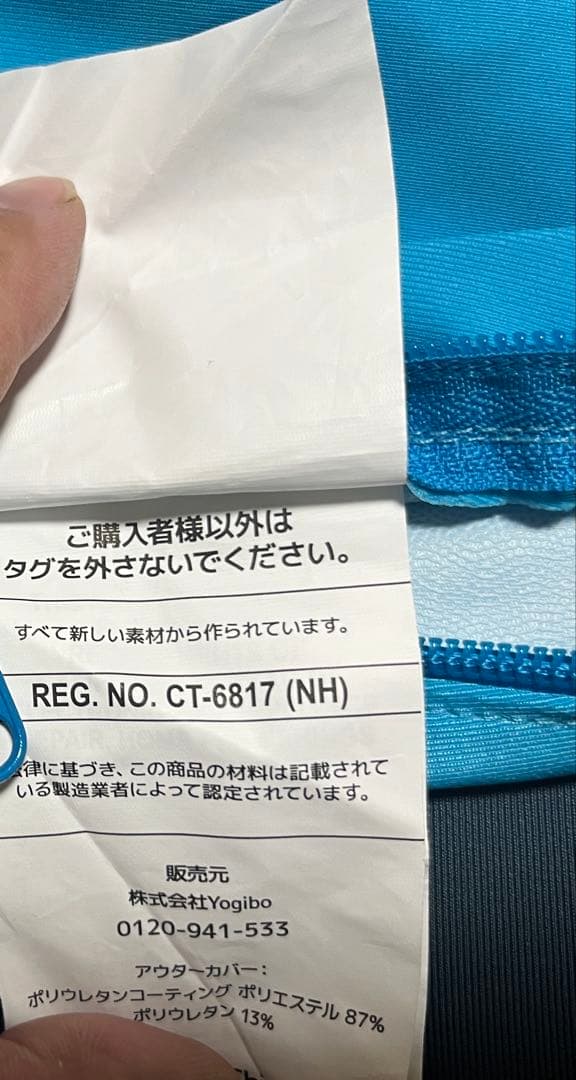 ご購入者様以外は
タグを外さないでください。
すべて新しい素材から作られています。
REG. NO. CT-6817 (NH)
律に基づき、この商品の材料は記載されて
いる製造業者によって認定されています。
販売元
株式会社Yogibo
0120-941-533
アウターカバー：
ポリウレタンコーティング ポリエステル 87%
ポリウレタン 13%